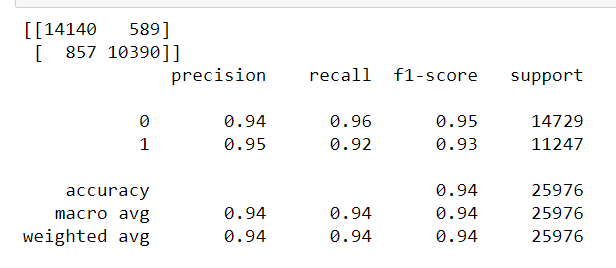 [[14140   589]
 [  857 10390]]
              precision    recall  f1-score   support

           0       0.94      0.96      0.95     14729
           1       0.95      0.92      0.93     11247

    accuracy                           0.94     25976
   macro avg       0.94      0.94      0.94     25976
weighted avg       0.94      0.94      0.94     25976